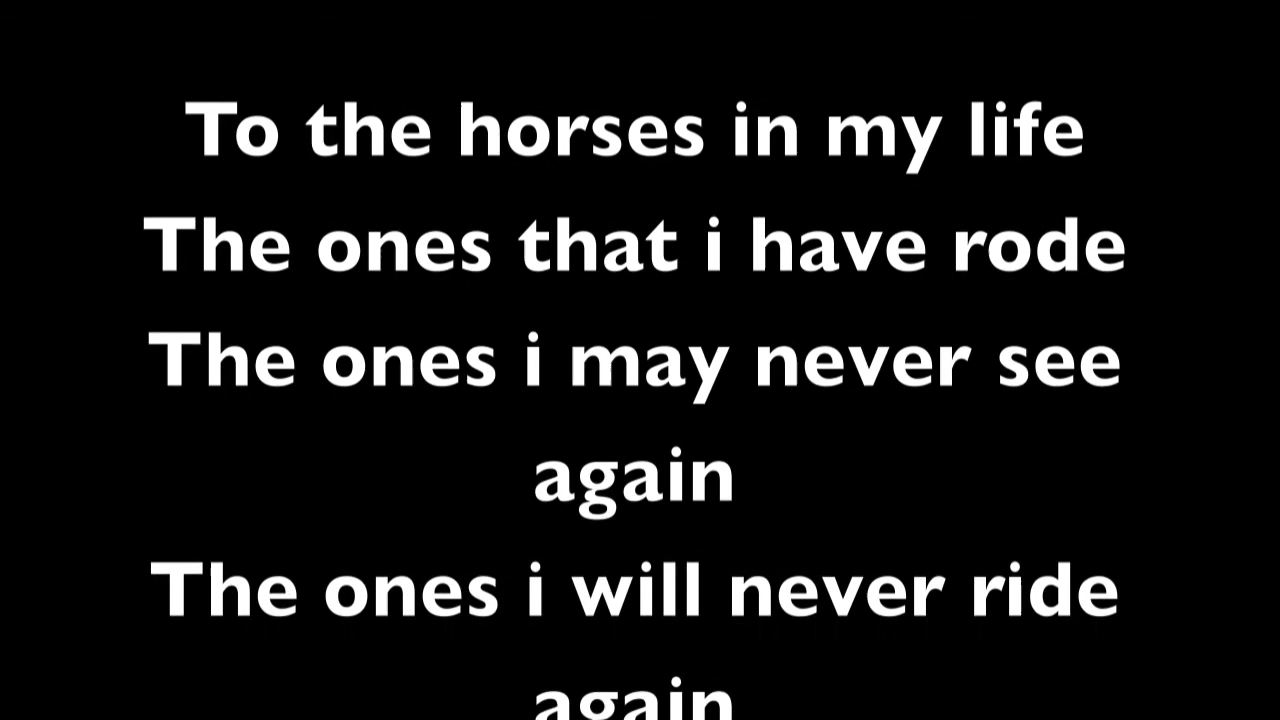 To the horses in my life
The ones that i have rode
The ones i may never see
again
The ones i will never ride
again